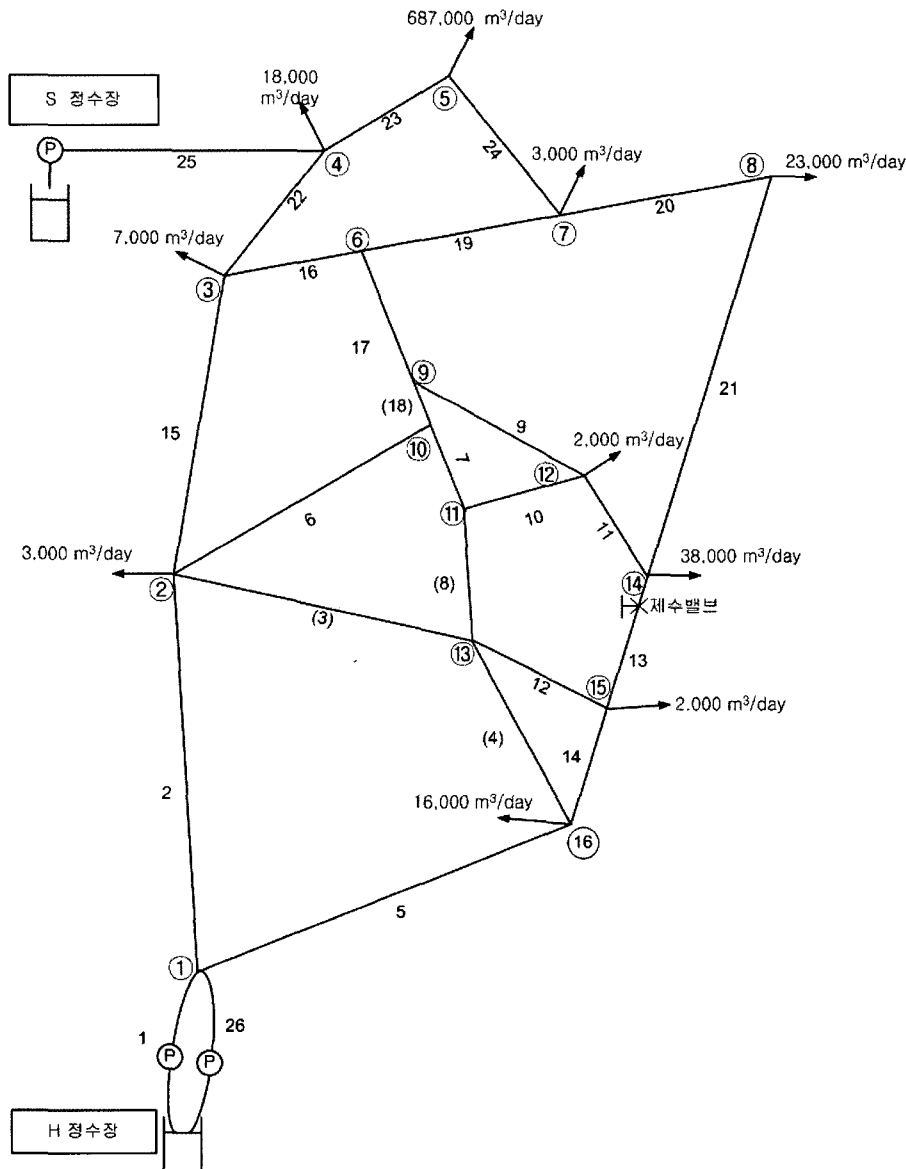 687,000 m³/day
18,000
m³/day
S 정수장
⑤
23
P
25
④
24
3,000 m³/day
⑧
23,000 m³/day
22
20
7,000 m³/day
⑥
⑦
19
③
16
17
⑨
21
(18)
15
9
2,000 m³/day
⑩
7
⑫
⑪
10
6
11
3.000 m³/day
②
(8)
⑭
38,000 m³/day
제수밸브
(3)
⑬
13
12
⑮
2.000 m³/day
(4)
14
2
16,000 m³/day
⑯
5
①
1
26
P
P
H 정수장